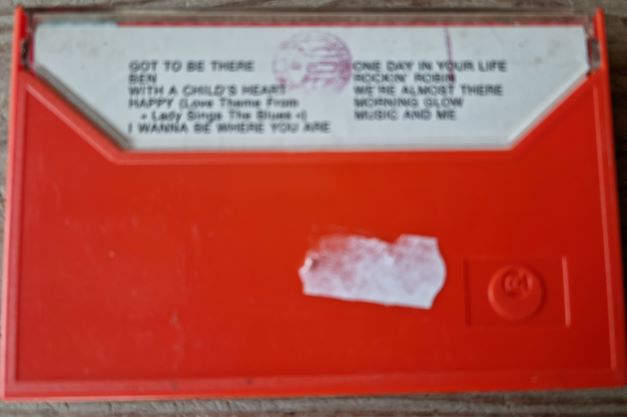 GOT TO BE THERE
BEN
WITH A CHILD'S HEART
HAPPY (Love Theme From
« Lady Sings The Blues »)
I WANNA BE WHERE YOU ARE
ONE DAY IN YOUR LIFE
ROCKIN' ROBIN
WE'RE ALMOST THERE
MORNING GLOW
MUSIC AND ME